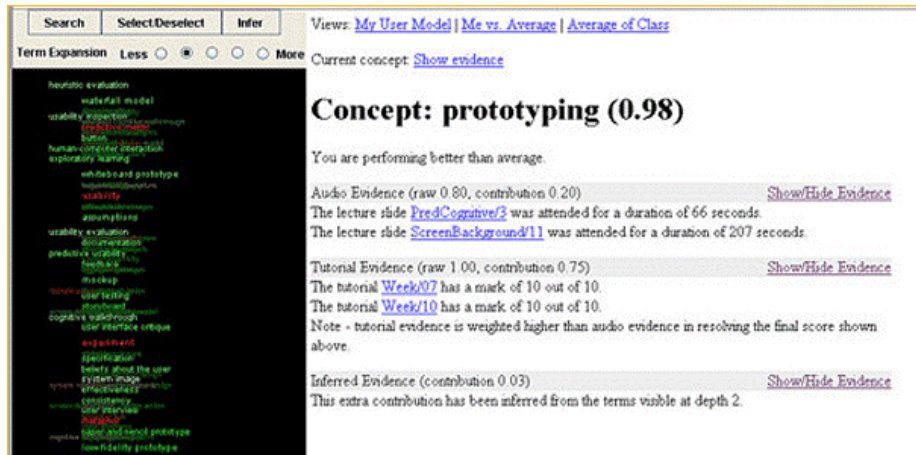 Search Select/Deselect Infer
Term Expansion Less More
heuristic evaluation
waterfall model
usability inspection
predictive metric
button
human-computer interaction
exploratory learning
whiteboard prototype
usability
assumptions
usability evaluation
documentation
predictive usability
feedback
mockup
user testing
storyboard
cognitive walkthrough
user interface critique
experiment
specification
beliefs about the user
system image
effectiveness
consistency
user interview
metaphor
paper and pencil prototype
low fidelity prototype
Views: My User Model | Me vs. Average | Average of Class
Current concept: Show evidence
Concept: prototyping (0.98)
You are performing better than average.
Audio Evidence (raw 0.80, contribution 0.20) Show/Hide Evidence
The lecture slide PredCognitive/3 was attended for a duration of 66 seconds.
The lecture slide ScreenBackground/11 was attended for a duration of 207 seconds.
Tutorial Evidence (raw 1.00, contribution 0.75) Show/Hide Evidence
The tutorial Week/07 has a mark of 10 out of 10.
The tutorial Week/10 has a mark of 10 out of 10.
Note - tutorial evidence is weighted higher than audio evidence in resolving the final score shown
above.
Inferred Evidence (contribution 0.03) Show/Hide Evidence
This extra contribution has been inferred from the terms visible at depth 2.